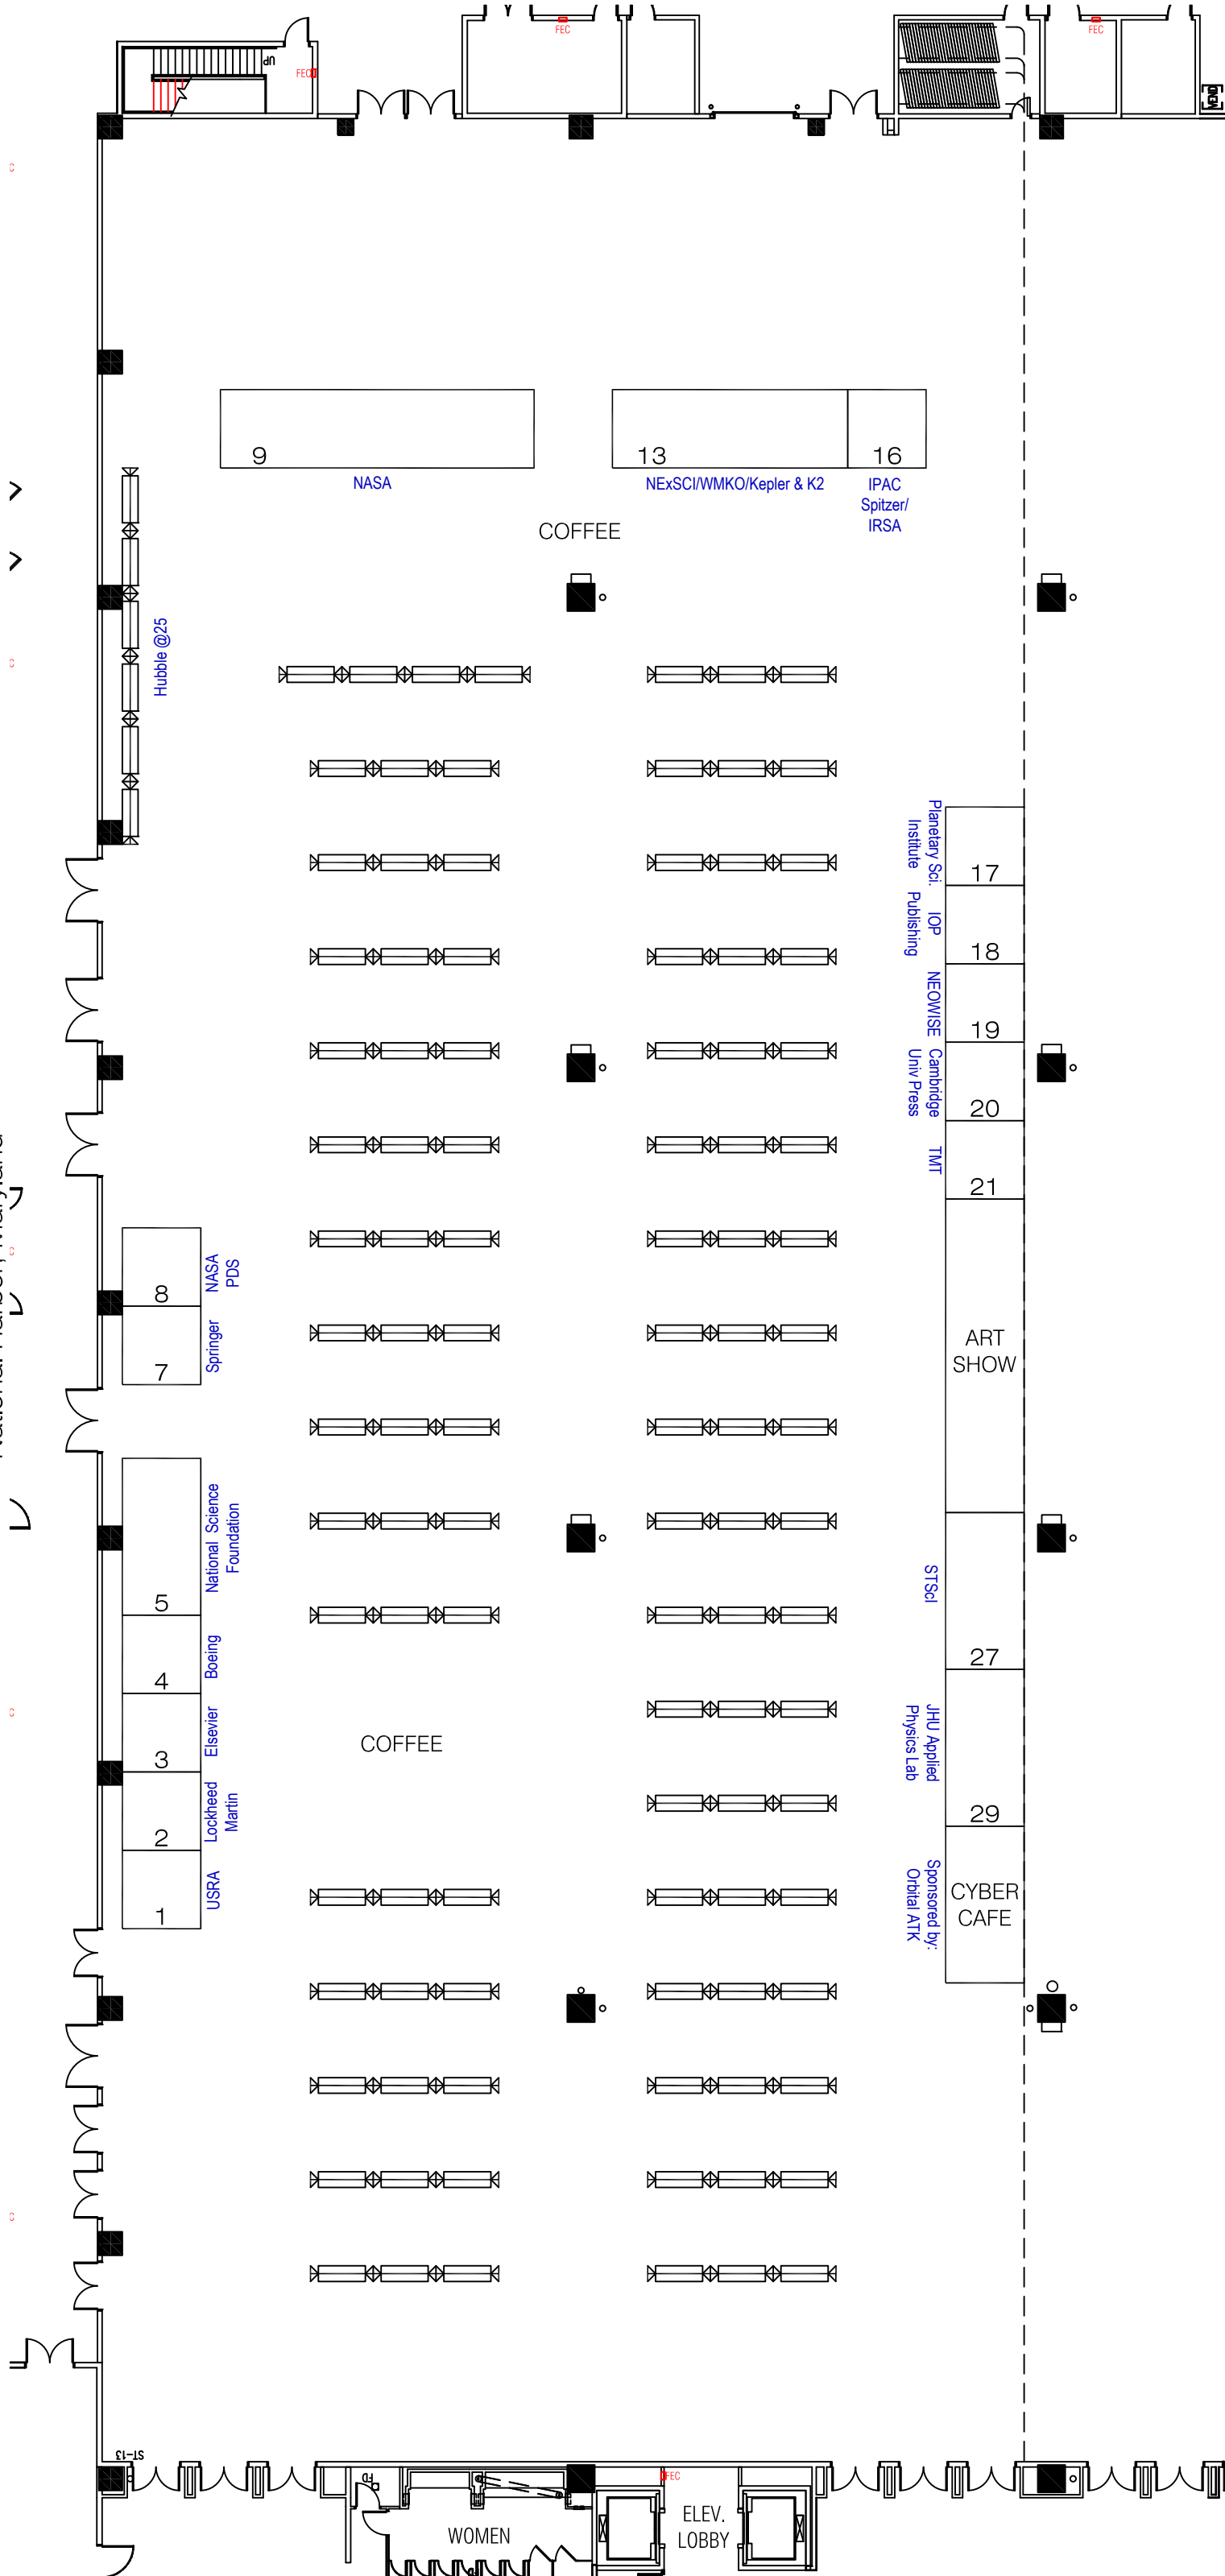 UP
FEC
FEC
FEC
VEND
9
NASA
13
NExSCI/WMKO/Kepler & K2
16
IPAC
Spitzer/
IRSA
COFFEE
Hubble @25
Planetary Sci.
Institute
17
IOP
Publishing
18
NEOWISE
19
Cambridge
Univ Press
20
TMT
21
8
NASA
PDS
7
Springer
ART
SHOW
National Science
Foundation
5
STScI
27
Boeing
4
COFFEE
Elsevier
3
JHU Applied
Physics Lab
29
Lockheed
Martin
2
USRA
1
Sponsored by:
Orbital ATK
CYBER
CAFE
ST-13
FD
FEC
WOMEN
ELEV.
LOBBY